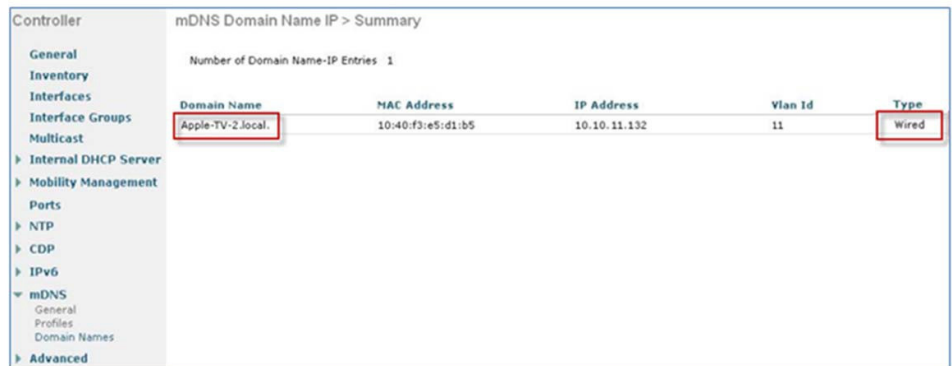 Controller
General
Inventory
Interfaces
Interface Groups
Multicast
Internal DHCP Server
Mobility Management
Ports
NTP
CDP
IPv6
mDNS
General
Profiles
Domain Names
Advanced
mDNS Domain Name IP > Summary
Number of Domain Name-IP Entries 1
Domain Name MAC Address IP Address Vlan Id Type
Apple-TV-2.local. 10:40:f3:e5:d1:b5 10.10.11.132 11 Wired